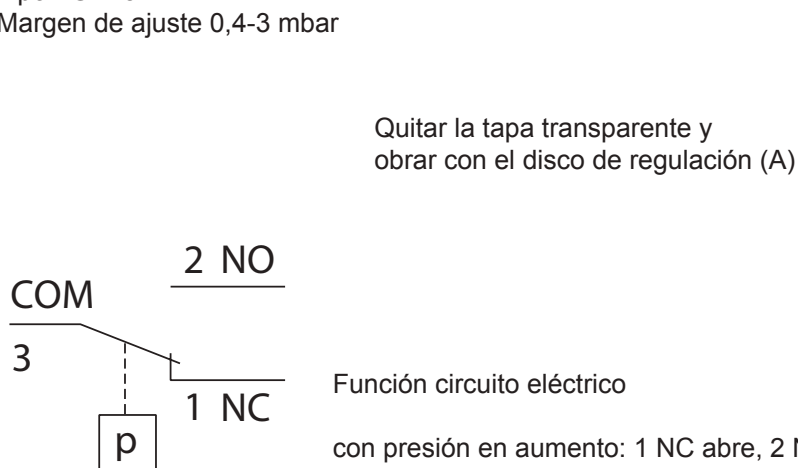 Margen de ajuste 0,4-3 mbar
Quitar la tapa transparente y
obrar con el disco de regulación (A)
2 NO
COM
3
1 NC
Función circuito eléctrico
p
con presión en aumento: 1 NC abre, 2